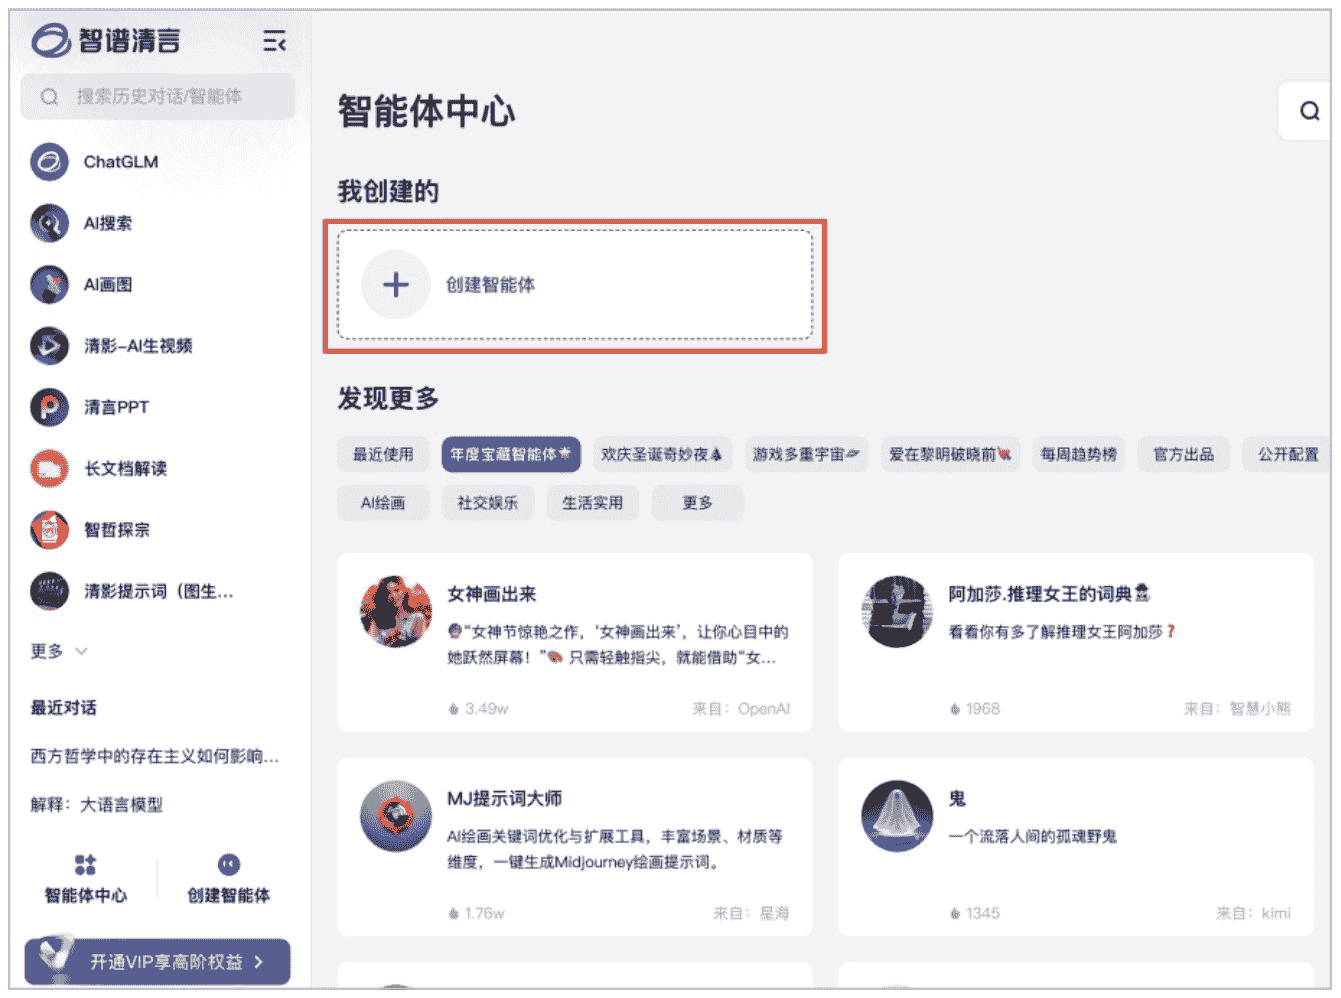 智谱清言
搜索历史对话/智能体
ChatGLM
AI搜索
AI画图
清影-AI生视频
清言PPT
长文档解读
智哲探宗
清影提示词（图生...
更多
最近对话
西方哲学中的存在主义如何影响...
解释：大语言模型
智能体中心
创建智能体
开通VIP享高阶权益
智能体中心
我创建的
创建智能体
发现更多
最近使用 年度宝藏智能体 欢庆圣诞奇妙夜 游戏多重宇宙 爱在黎明破晓前 每周趋势榜 官方出品 公开配置
AI绘画 社交娱乐 生活实用 更多
女神画出来
“女神节惊艳之作，‘女神画出来’，让你心目中的
她跃然屏幕！” 只需轻触指尖，就能借助“女...
3.49w 来自：OpenAI
阿加莎.推理女王的词典
看看你有多了解推理女王阿加莎❓
1968 来自：智慧小熊
MJ提示词大师
AI绘画关键词优化与扩展工具，丰富场景、材质等
维度，一键生成Midjourney绘画提示词。
1.76w 来自：星海
鬼
一个流落人间的孤魂野鬼
1345 来自：kimi